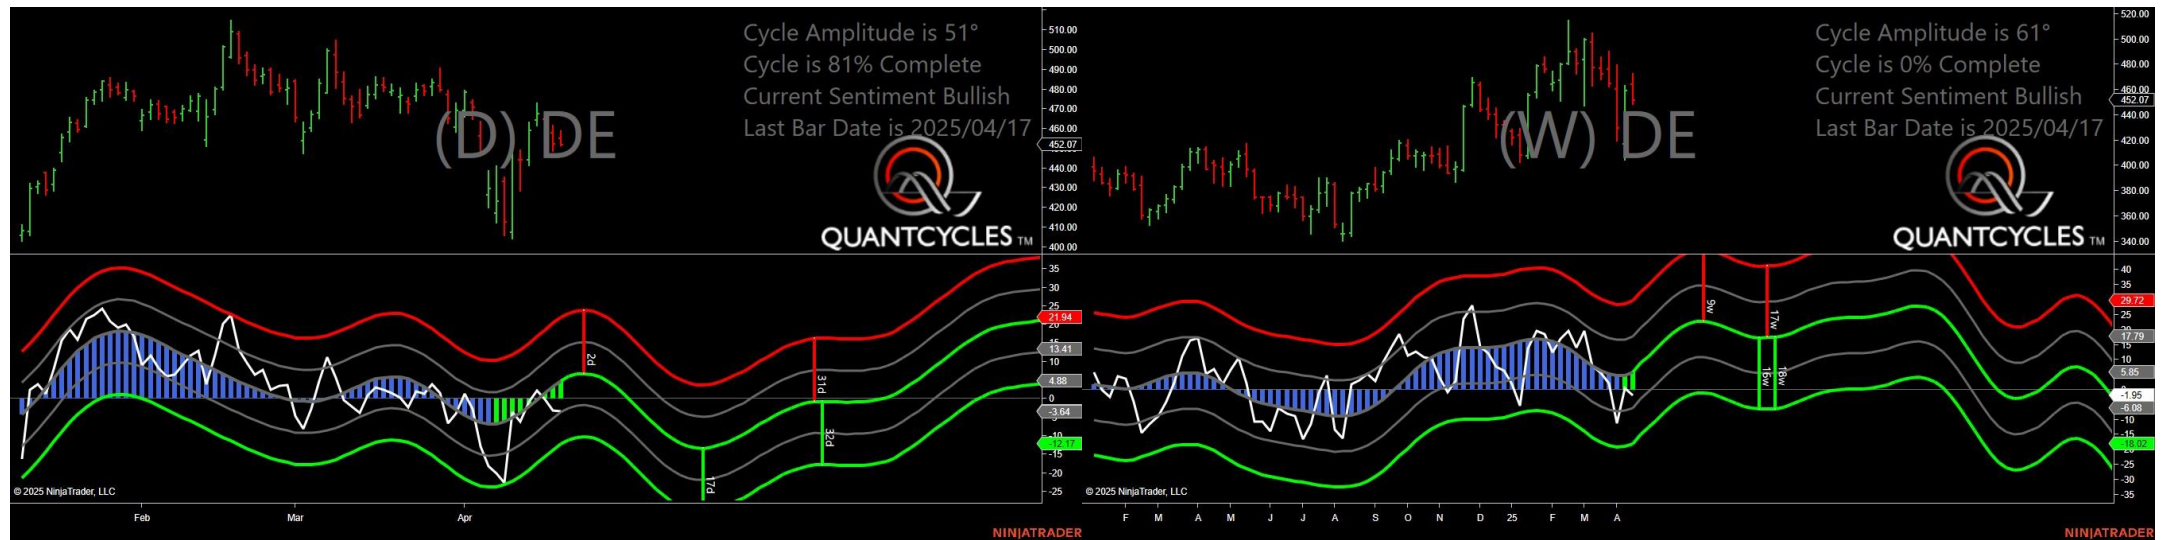 Cycle Amplitude is 51°
Cycle is 81% Complete
Current Sentiment Bullish
Last Bar Date is 2025/04/17
(D) DE
QUANTCYCLES TM
510.00
500.00
490.00
480.00
470.00
460.00
452.07
440.00
430.00
420.00
410.00
400.00
35
30
25
21.94
15
13.41
10
4.88
0
-3.64
-10
-12.17
-15
-20
-25
2d
17d
31d
32d
© 2025 NinjaTrader, LLC
Feb
Mar
Apr
NINJATRADER
Cycle Amplitude is 61°
Cycle is 0% Complete
Current Sentiment Bullish
Last Bar Date is 2025/04/17
(W) DE
QUANTCYCLES TM
520.00
500.00
480.00
460.00
452.07
440.00
420.00
400.00
380.00
360.00
340.00
40
35
29.72
25
17.79
15
10
5.85
-1.95
-6.08
-10
-15
-18.02
-25
-30
-35
9w
17w
16w
18w
© 2025 NinjaTrader, LLC
F
M
A
M
J
J
A
S
O
N
D
25
F
M
A
NINJATRADER